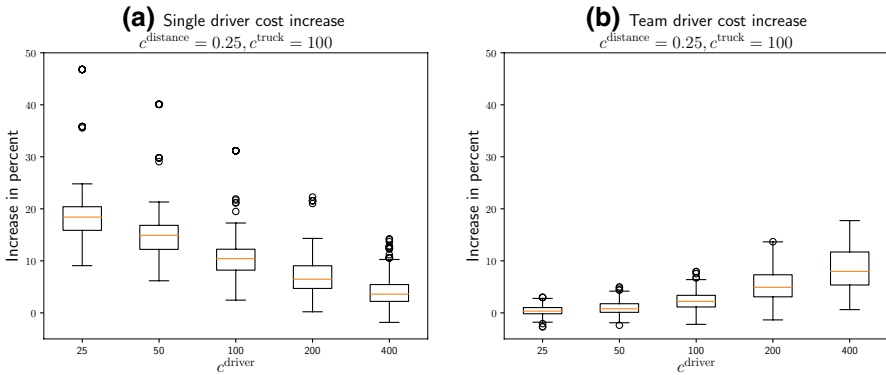 (a) Single driver cost increase
c^distance = 0.25, c^truck = 100
Increase in percent
50
40
30
20
10
0
25 50 100 200 400
c^driver
(b) Team driver cost increase
c^distance = 0.25, c^truck = 100
Increase in percent
50
40
30
20
10
0
25 50 100 200 400
c^driver